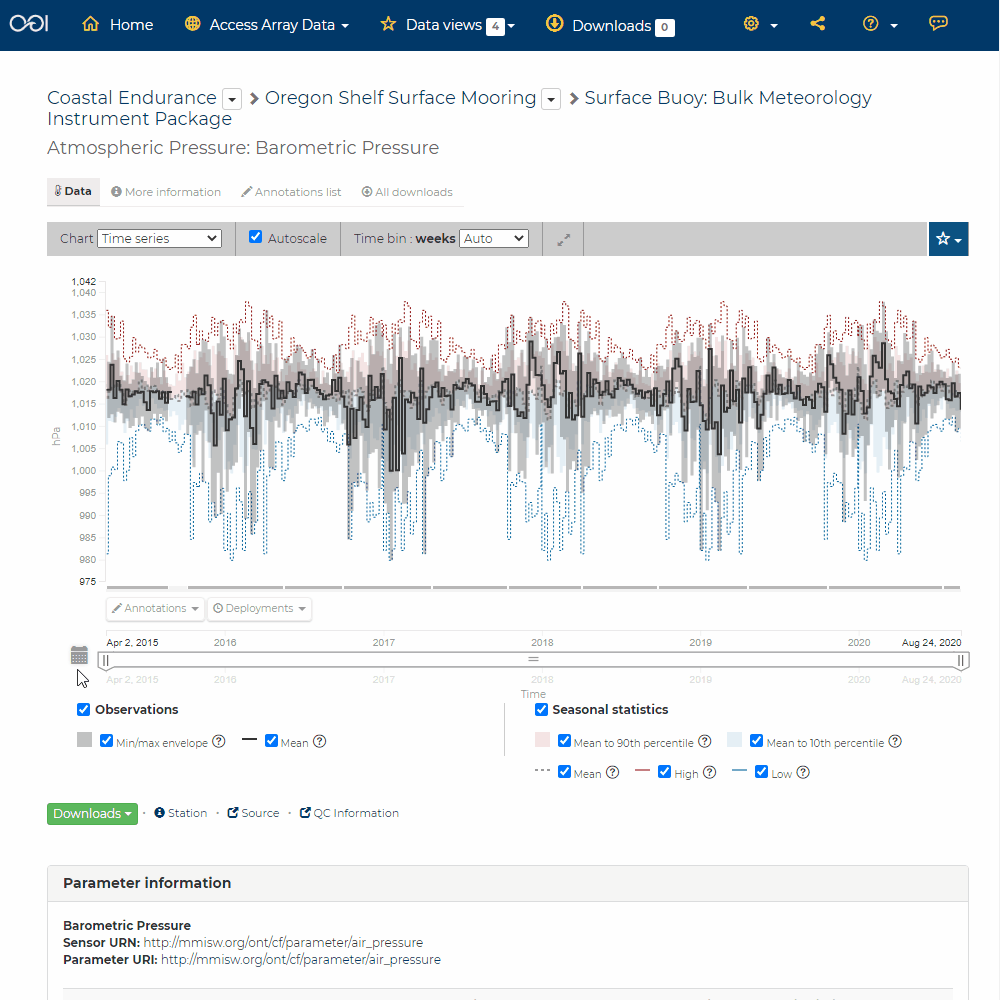 OOI Home Access Array Data Data views 4 Downloads 0
Coastal Endurance > Oregon Shelf Surface Mooring > Surface Buoy: Bulk Meteorology
Instrument Package
Atmospheric Pressure: Barometric Pressure
Data More information Annotations list All downloads
Chart Time series Autoscale Time bin : weeks Auto
1,042
1,040
1,035
1,030
1,025
1,020
1,015
1,010
1,005
1,000
995
990
985
980
975
hPa
Annotations Deployments
Apr 2, 2015 2016 2017 2018 2019 2020 Aug 24, 2020
Apr 2, 2015 2016 2017 2018 2019 2020 Aug 24, 2020
Time
Observations
Min/max envelope ? Mean ?
Seasonal statistics
Mean to 90th percentile ? Mean to 10th percentile ?
Mean ? High ? Low ?
Downloads · Station · Source · QC Information
Parameter information
Barometric Pressure
Sensor URN: http://mmisw.org/ont/cf/parameter/air_pressure
Parameter URI: http://mmisw.org/ont/cf/parameter/air_pressure